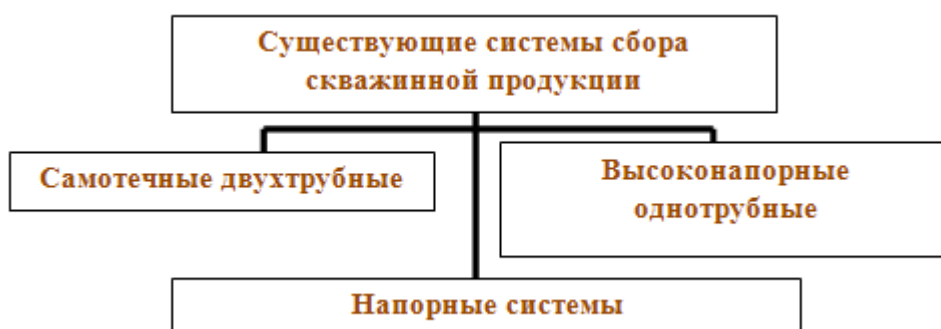 Существующие системы сбора
скважинной продукции
Самотечные двухтрубные
Высоконапорные
однотрубные
Напорные системы